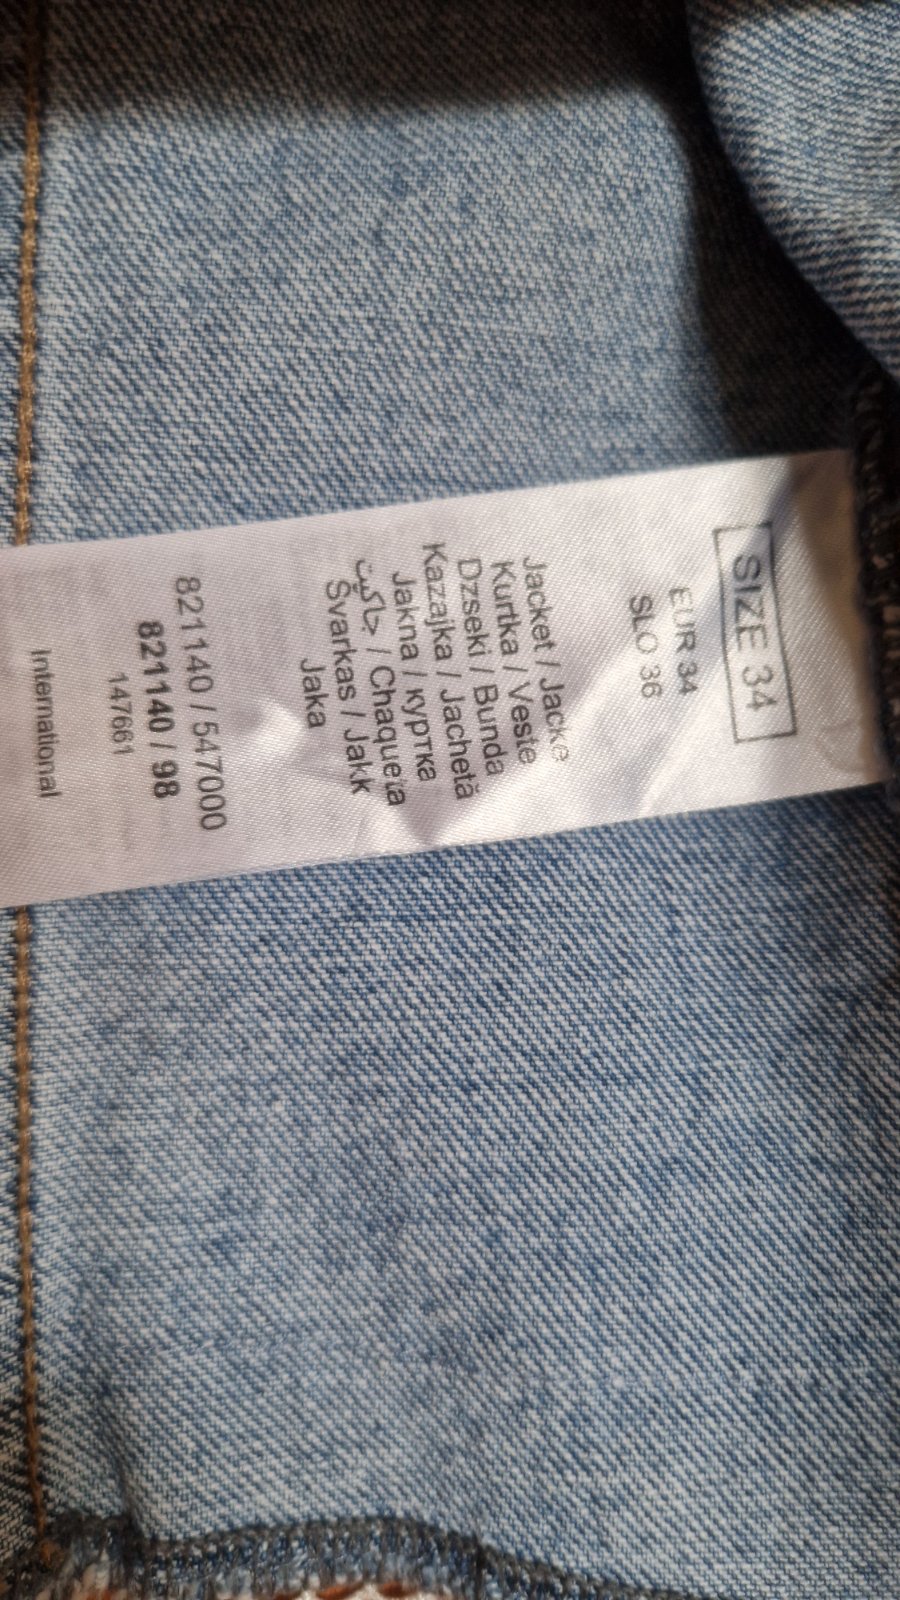 SIZE 34
EUR 34
SLO 36
Jacket / Jacke
Kurtka / Veste
Dzseki / Bunda
Kazajka / Jachetă
Jakna / куртка
جاكيت / Chaqueta
Švarkas / Jakk
Jaka
821140 / 547000
821140 / 98
147661
International